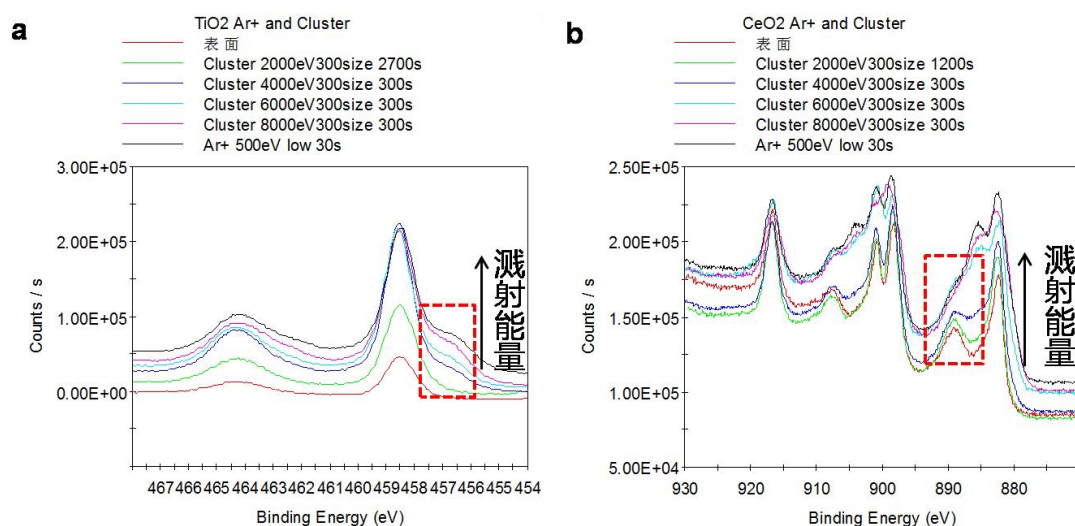 a
TiO2 Ar+ and Cluster
表 面
Cluster 2000eV300size 2700s
Cluster 4000eV300size 300s
Cluster 6000eV300size 300s
Cluster 8000eV300size 300s
Ar+ 500eV low 30s
3.00E+05
2.00E+05
1.00E+05
0.00E+00
Counts / s
溅射能量
467 466 465 464 463 462 461 460 459 458 457 456 455 454
Binding Energy (eV)
b
CeO2 Ar+ and Cluster
表 面
Cluster 2000eV300size 1200s
Cluster 4000eV300size 300s
Cluster 6000eV300size 300s
Cluster 8000eV300size 300s
Ar+ 500eV low 30s
2.50E+05
2.00E+05
1.50E+05
1.00E+05
5.00E+04
Counts / s
溅射能量
930 920 910 900 890 880
Binding Energy (eV)